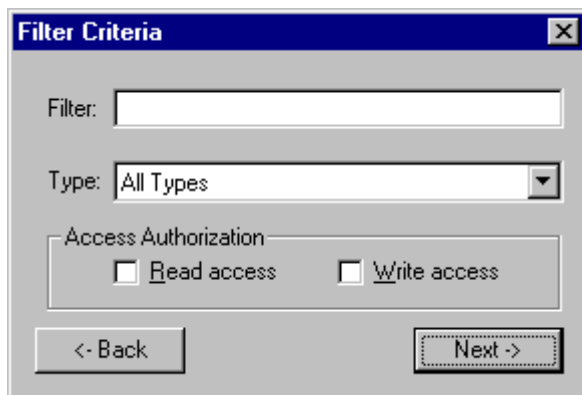 Filter Criteria
Filter:
Type: All Types
Access Authorization
Read access Write access
<- Back Next ->